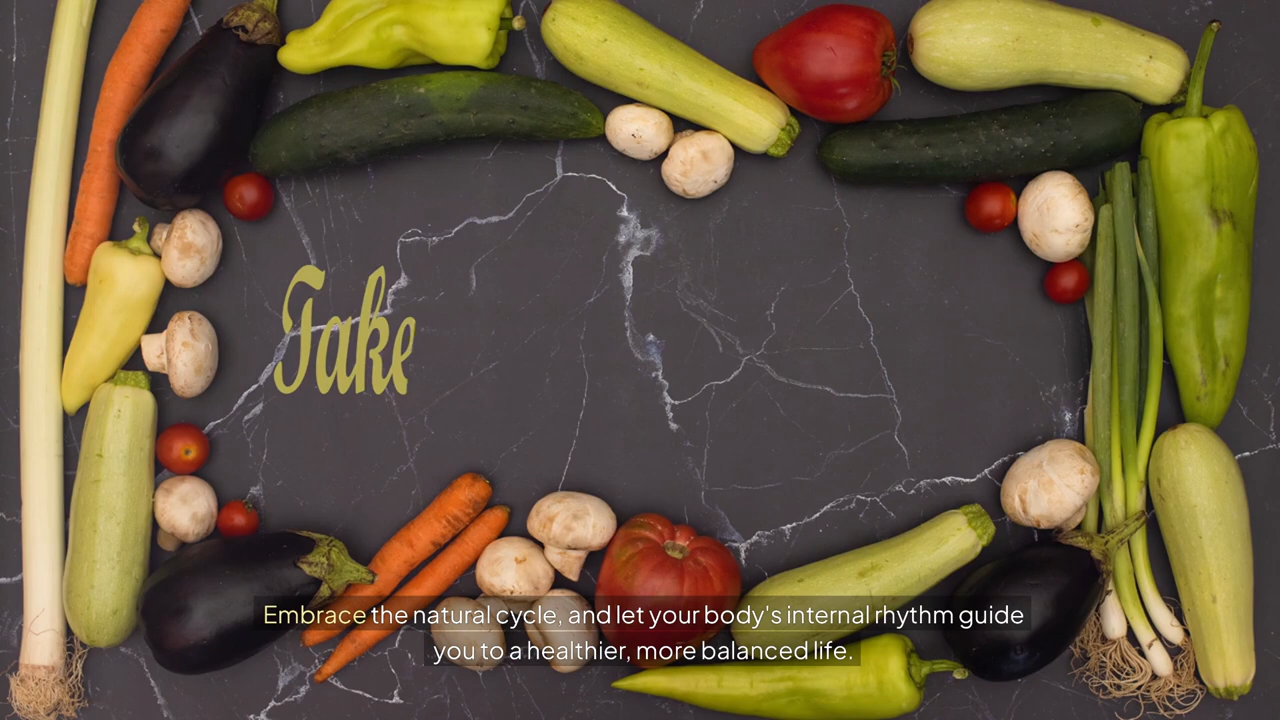 Take
Embrace the natural cycle, and let your body's internal rhythm guide
you to a healthier, more balanced life.